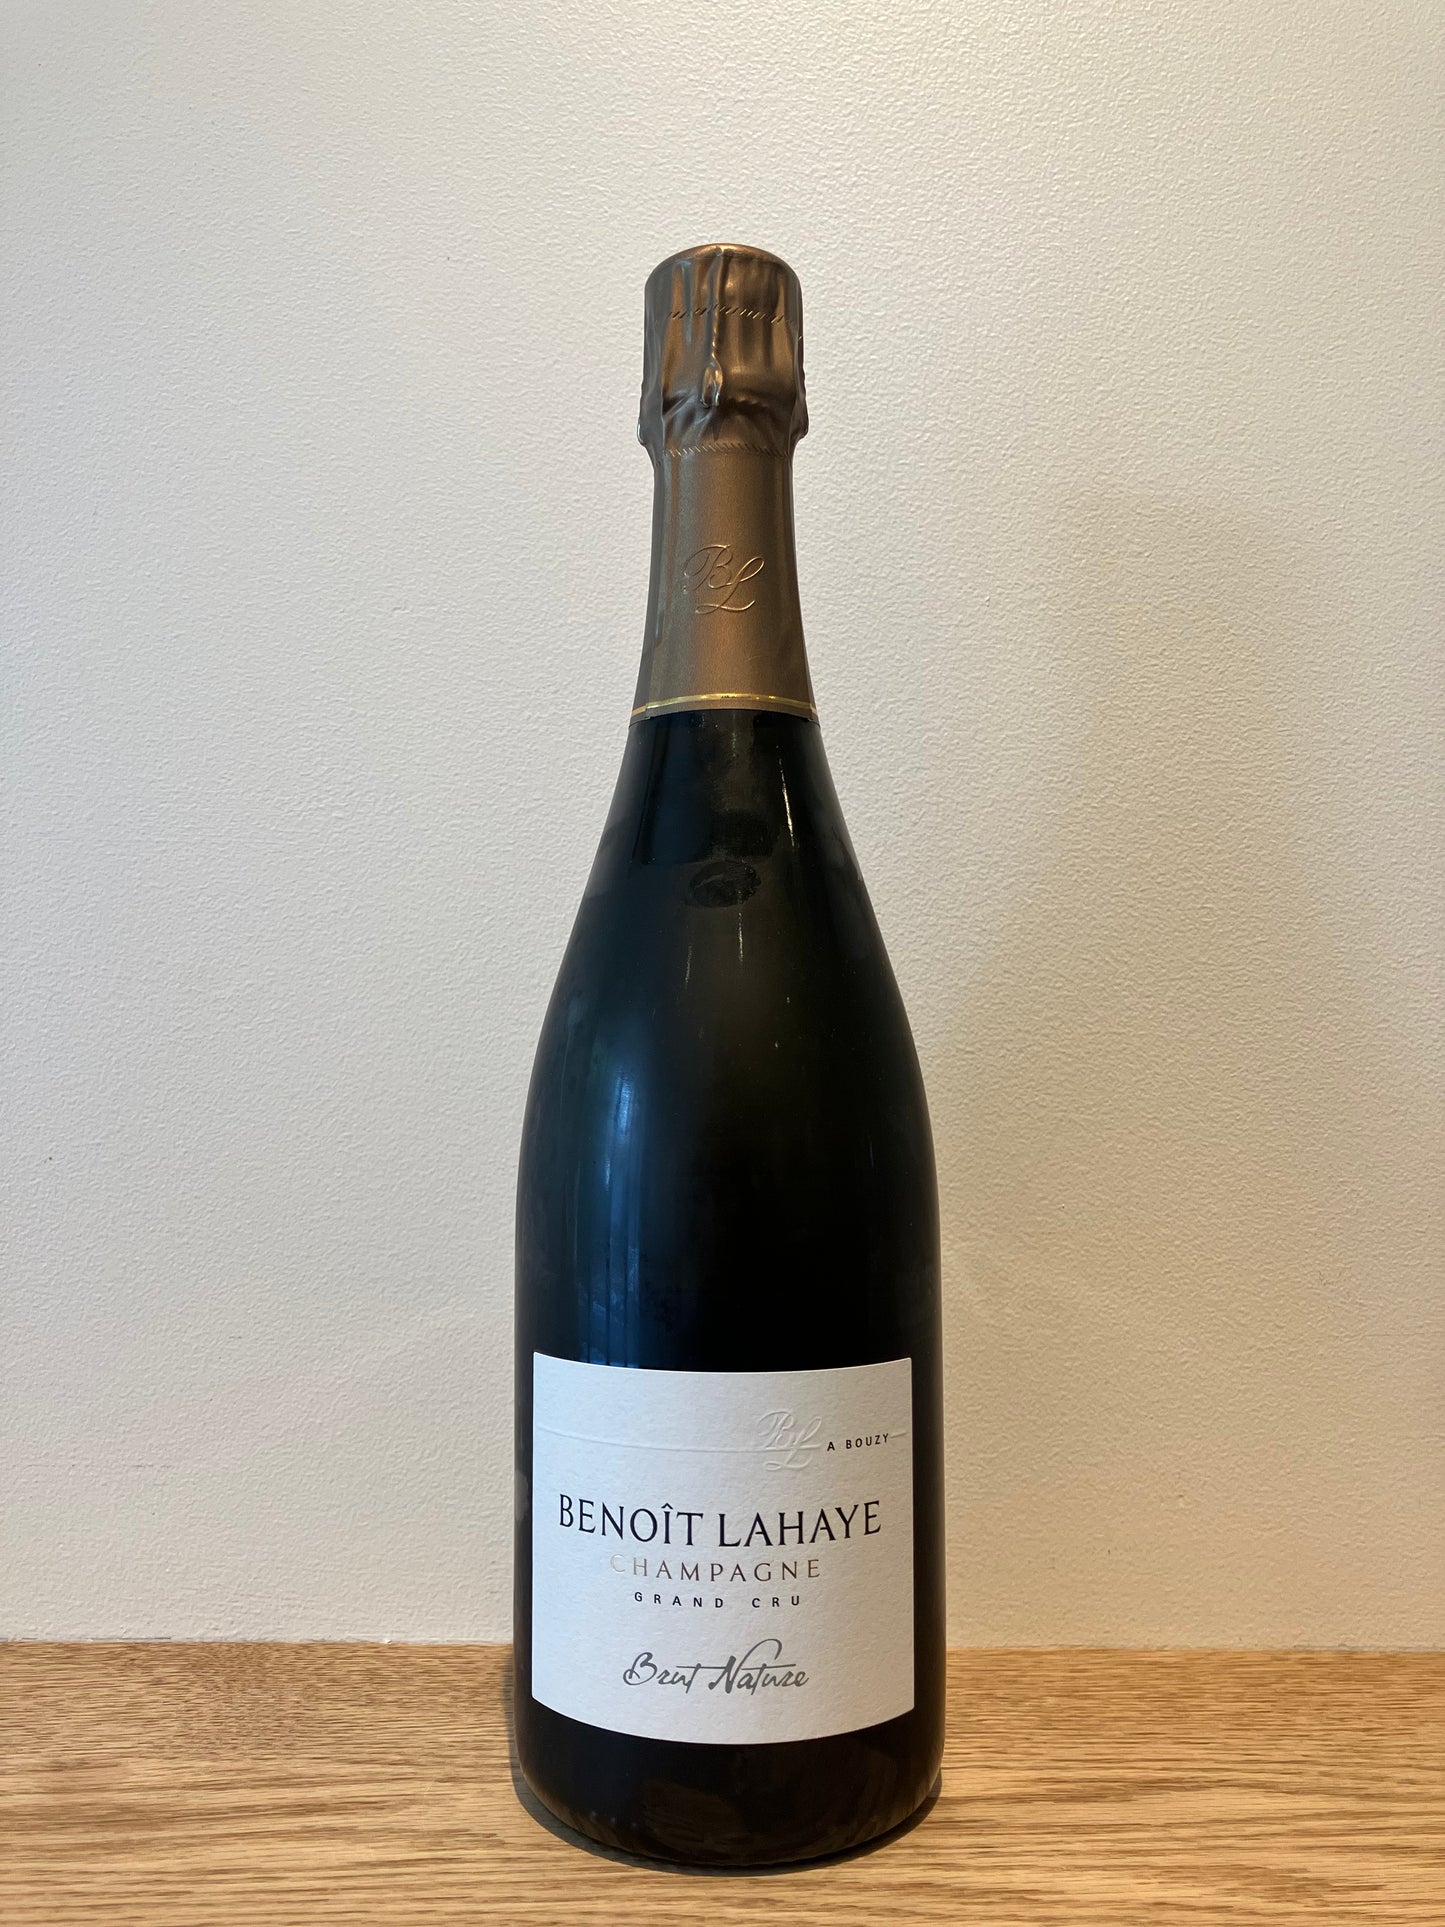 BL
BL A BOUZY
BENOÎT LAHAYE
CHAMPAGNE
GRAND CRU
Brut Nature